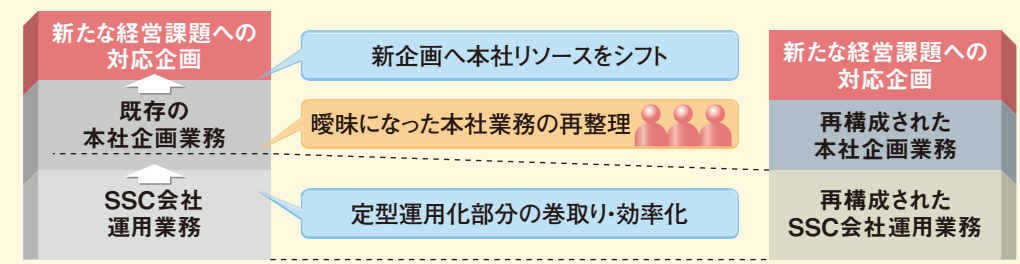 新たな経営課題への
対応企画
既存の
本社企画業務
SSC会社
運用業務
新企画へ本社リソースをシフト
曖昧になった本社業務の再整理
定型運用化部分の巻取り・効率化
新たな経営課題への
対応企画
再構成された
本社企画業務
再構成された
SSC会社運用業務